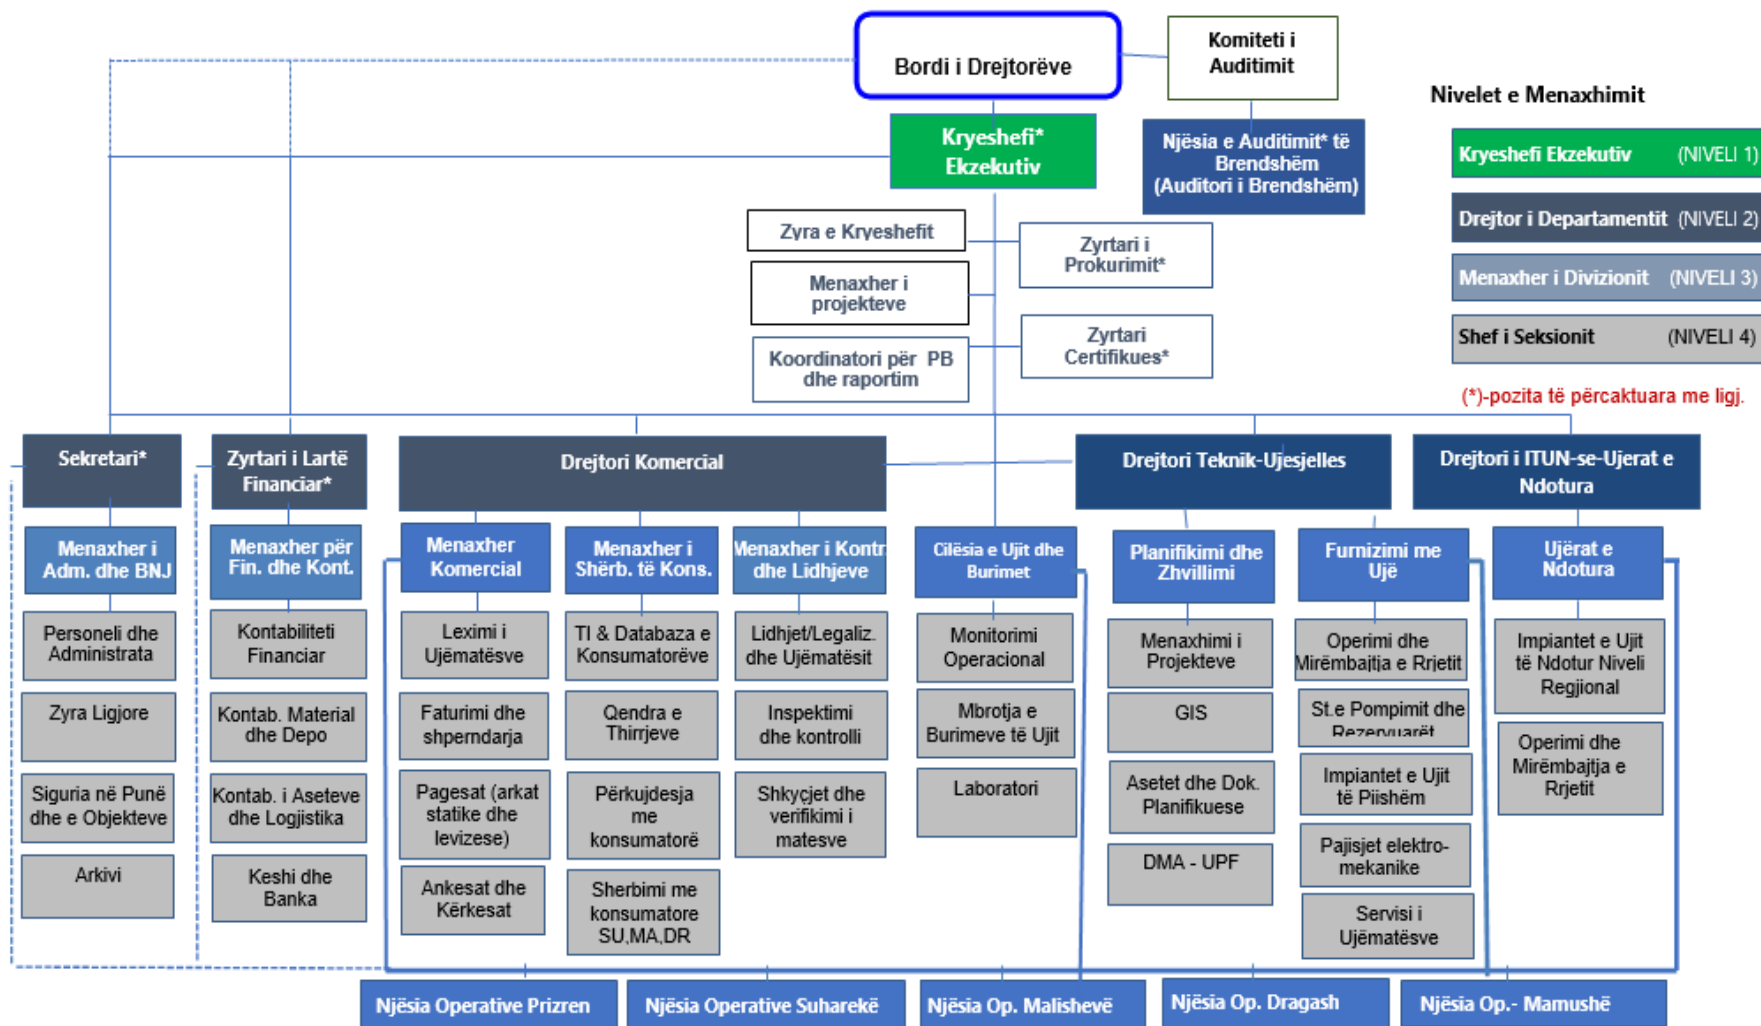 Bordi i Drejtorëve
Komiteti i
Auditimit
Kryeshefi*
Ekzekutiv
Njësia e Auditimit* të
Brendshëm
(Auditori i Brendshëm)
Nivelet e Menaxhimit
Kryeshefi Ekzekutiv (NIVELI 1)
Drejtor i Departamentit (NIVELI 2)
Menaxher i Divizionit (NIVELI 3)
Shef i Seksionit (NIVELI 4)
(*)-pozita të përcaktuara me ligj.
Zyra e Kryeshefit
Zyrtari i
Prokurimit*
Menaxher i
projekteve
Zyrtari
Certifikues*
Koordinatori për PB
dhe raportim
Sekretari*
Zyrtari i Lartë
Financiar*
Drejtori Komercial
Drejtori Teknik-Ujesjelles
Drejtori i ITUN-se-Ujerat e
Ndotura
Menaxher i
Adm. dhe BNJ
Menaxher për
Fin. dhe Kont.
Menaxher
Komercial
Menaxher i
Shërb. të Kons.
Menaxher i Kontr.
dhe Lidhjeve
Cilësia e Ujit dhe
Burimet
Planifikimi dhe
Zhvillimi
Furnizimi me
Ujë
Ujërat e
Ndotura
Personeli dhe
Administrata
Zyra Ligjore
Siguria në Punë
dhe e Objekteve
Arkivi
Kontabiliteti
Financiar
Kontab. Material
dhe Depo
Kontab. i Aseteve
dhe Logjistika
Keshi dhe
Banka
Leximi i
Ujëmatësve
Faturimi dhe
shperndarja
Pagesat (arkat
statike dhe
levizese)
Ankesat dhe
Kërkesat
TI & Databaza e
Konsumatorëve
Qendra e
Thirrjeve
Përkujdesja
me
konsumatorë
Sherbimi me
konsumatore
SU,MA,DR
Lidhjet/Legaliz.
dhe Ujëmatësit
Inspektimi
dhe kontrolli
Shkyçjet dhe
verifikimi i
matesve
Monitorimi
Operacional
Mbrotja e
Burimeve të Ujit
Laboratori
Menaxhimi i
Projekteve
GIS
Asetet dhe Dok.
Planifikuese
DMA - UPF
Operimi dhe
Mirëmbajtja e Rrjetit
St.e Pompimit dhe
Rezervuarët
Impiantet e Ujit
të Piishëm
Pajisjet elektro-
mekanike
Servisi i
Ujëmatësve
Impiantet e Ujit
të Ndotur Niveli
Regjional
Operimi dhe
Mirëmbajtja e
Rrjetit
Njësia Operative Prizren
Njësia Operative Suharekë
Njësia Op. Malishevë
Njësia Op. Dragash
Njësia Op.- Mamushë